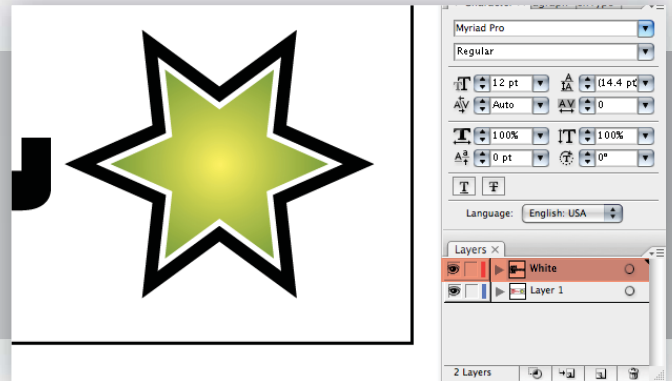 Myriad Pro
Regular
12 pt (14.4 pt)
Auto 0
100% 100%
0 pt 0°
Language: English: USA
Layers
White
Layer 1
2 Layers